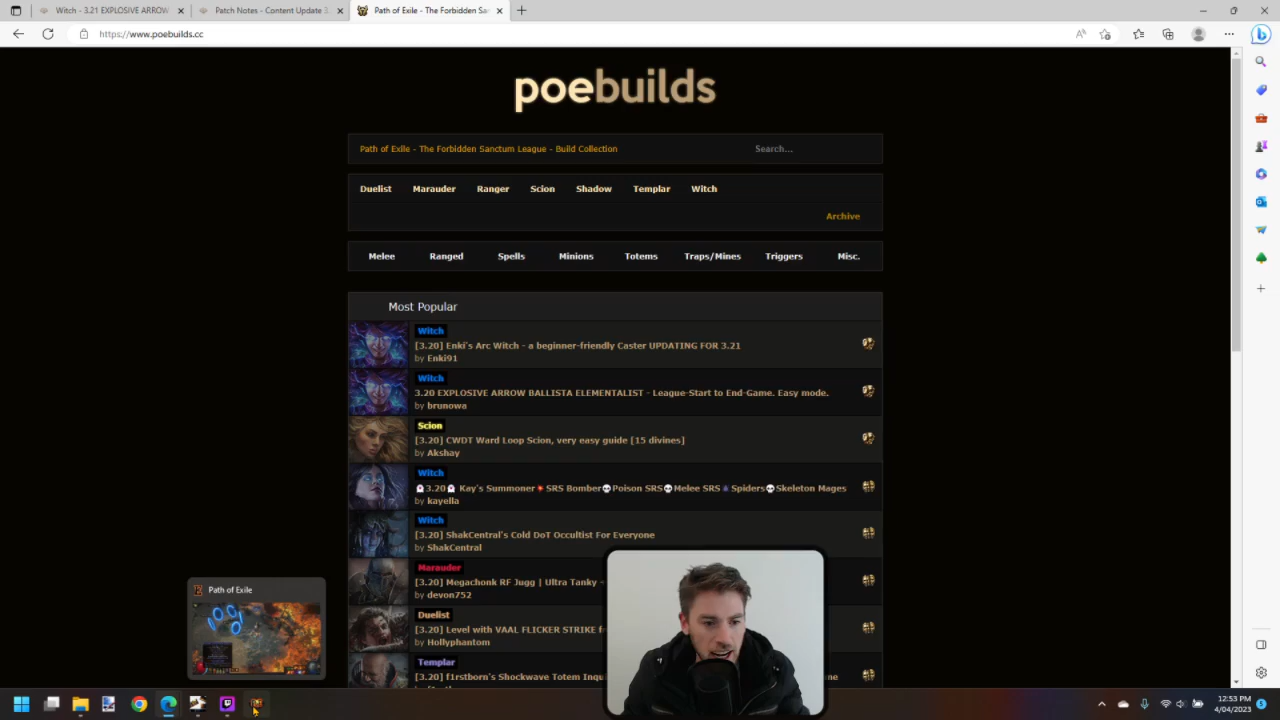 Witch - 3.21 EXPLOSIVE ARROW
Patch Notes - Content Update 3.
Path of Exile - The Forbidden San
https://www.poebuilds.cc
poebuilds
Path of Exile - The Forbidden Sanctum League - Build Collection
Search...
Duelist Marauder Ranger Scion Shadow Templar Witch
Archive
Melee Ranged Spells Minions Totems Traps/Mines Triggers Misc.
Most Popular
Witch
[3.20] Enki's Arc Witch - a beginner-friendly Caster UPDATING FOR 3.21
by Enki91
Witch
3.20 EXPLOSIVE ARROW BALLISTA ELEMENTALIST - League-Start to End-Game. Easy mode.
by brunowa
Scion
[3.20] CWDT Ward Loop Scion, very easy guide [15 divines]
by Akshay
Witch
3.20 Kay's Summoner SRS Bomber Poison SRS Melee SRS Spiders Skeleton Mages
by kayella
Witch
[3.20] ShakCentral's Cold DoT Occultist For Everyone
by ShakCentral
Marauder
[3.20] Megachonk RF Jugg | Ultra Tanky -
by devon752
Duelist
[3.20] Level with VAAL FLICKER STRIKE
by Hollyphantom
Templar
[3.20] f1rstborn's Shockwave Totem Inqu
Path of Exile
12:53 PM
4/04/2023